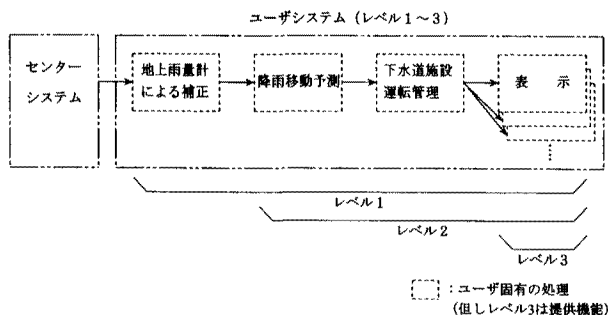 ユーザシステム(レベル1～3)
センター
システム
地上雨量計
による補正
降雨移動予測
下水道施設
運転管理
表 示
レベル1
レベル2
レベル3
:ユーザ固有の処理
(但しレベル3は提供機能)